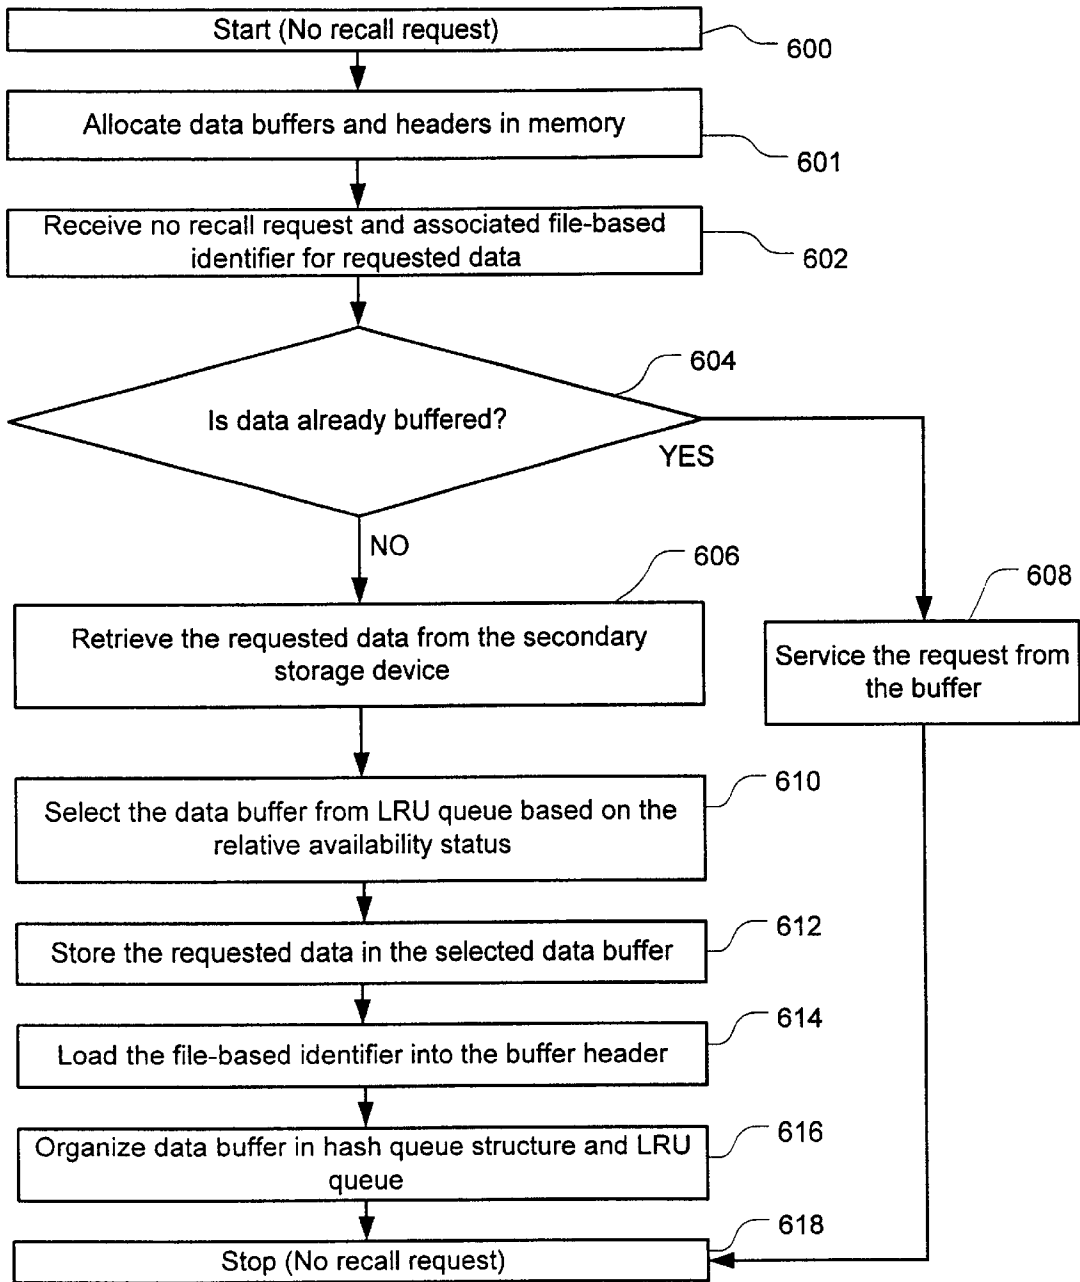 Start (No recall request)
600
Allocate data buffers and headers in memory
601
Receive no recall request and associated file-based
identifier for requested data
602
604
Is data already buffered?
YES
NO
606
608
Retrieve the requested data from the secondary
storage device
Service the request from
the buffer
610
Select the data buffer from LRU queue based on the
relative availability status
612
Store the requested data in the selected data buffer
614
Load the file-based identifier into the buffer header
616
Organize data buffer in hash queue structure and LRU
queue
618
Stop (No recall request)